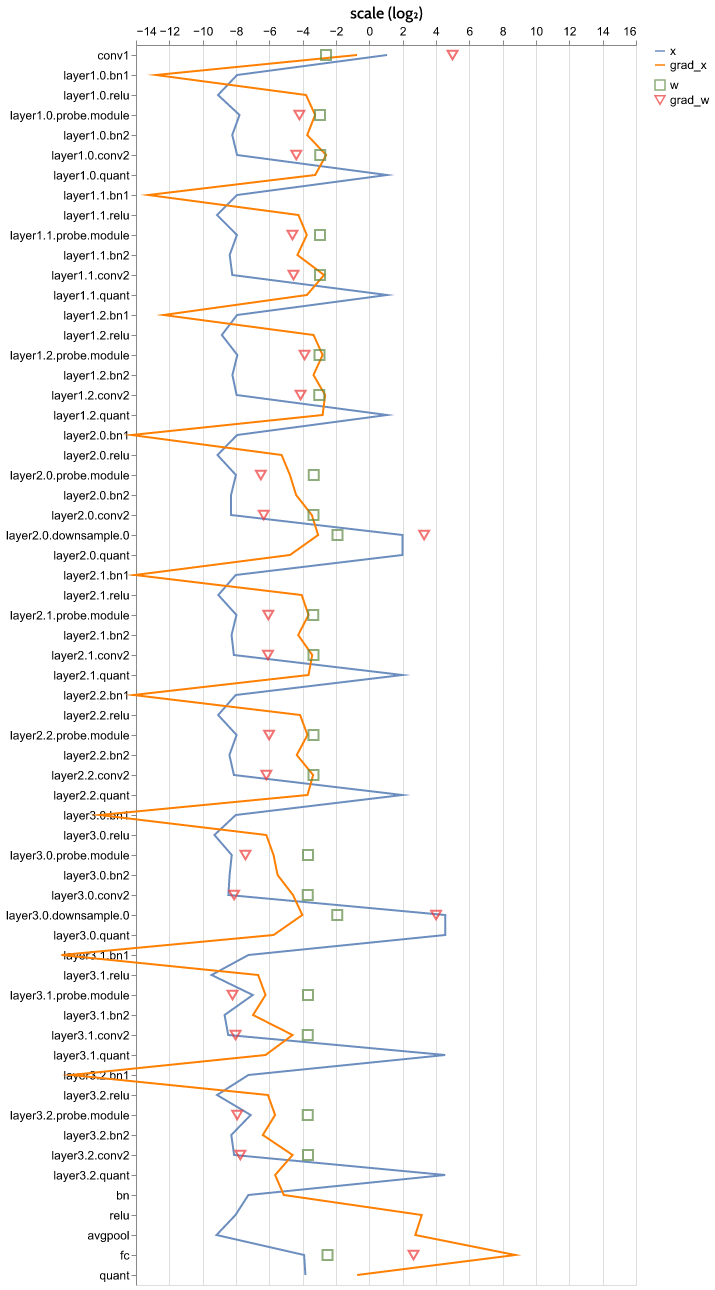 scale (log₂)
−14 −12 −10 −8 −6 −4 −2 0 2 4 6 8 10 12 14 16
x
grad_x
w
grad_w
conv1
layer1.0.bn1
layer1.0.relu
layer1.0.probe.module
layer1.0.bn2
layer1.0.conv2
layer1.0.quant
layer1.1.bn1
layer1.1.relu
layer1.1.probe.module
layer1.1.bn2
layer1.1.conv2
layer1.1.quant
layer1.2.bn1
layer1.2.relu
layer1.2.probe.module
layer1.2.bn2
layer1.2.conv2
layer1.2.quant
layer2.0.bn1
layer2.0.relu
layer2.0.probe.module
layer2.0.bn2
layer2.0.conv2
layer2.0.downsample.0
layer2.0.quant
layer2.1.bn1
layer2.1.relu
layer2.1.probe.module
layer2.1.bn2
layer2.1.conv2
layer2.1.quant
layer2.2.bn1
layer2.2.relu
layer2.2.probe.module
layer2.2.bn2
layer2.2.conv2
layer2.2.quant
layer3.0.bn1
layer3.0.relu
layer3.0.probe.module
layer3.0.bn2
layer3.0.conv2
layer3.0.downsample.0
layer3.0.quant
layer3.1.bn1
layer3.1.relu
layer3.1.probe.module
layer3.1.bn2
layer3.1.conv2
layer3.1.quant
layer3.2.bn1
layer3.2.relu
layer3.2.probe.module
layer3.2.bn2
layer3.2.conv2
layer3.2.quant
bn
relu
avgpool
fc
quant